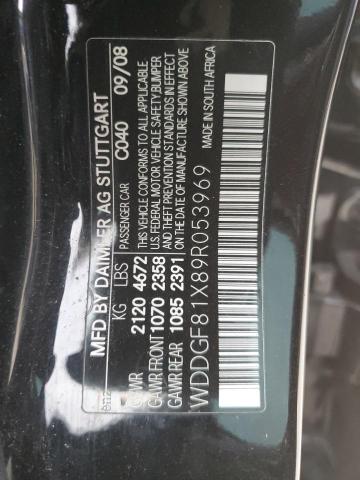 MFD BY DAIMLER AG STUTTGART
KG LBS PASSENGER CAR C040 09/08
GVWR 2120 4672 THIS VEHICLE CONFORMS TO ALL APPLICABLE
GAWR FRONT 1070 2358 U.S. FEDERAL MOTOR VEHICLE SAFETY, BUMPER,
GAWR REAR 1085 2391 AND THEFT PREVENTION STANDARDS IN EFFECT
ON THE DATE OF MANUFACTURE SHOWN ABOVE
WDDGF81X89R053969 MADE IN SOUTH AFRICA